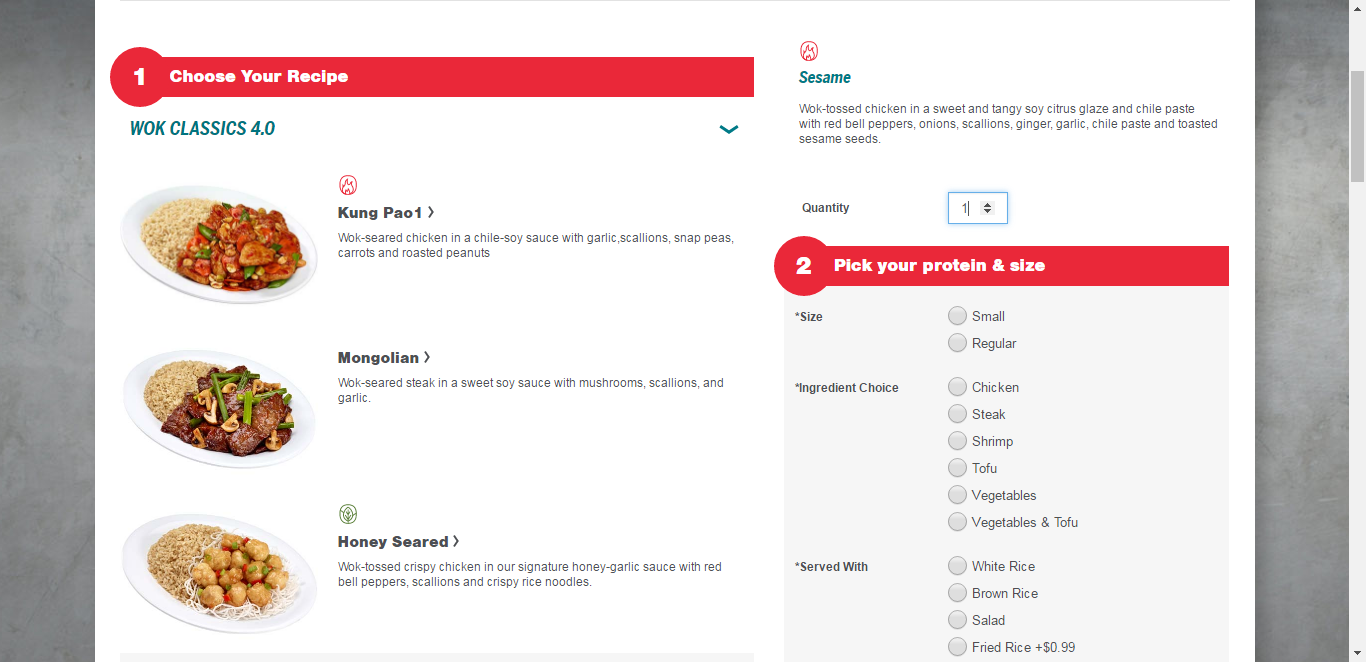 1
Choose Your Recipe
WOK CLASSICS 4.0
Kung Pao1
Wok-seared chicken in a chile-soy sauce with garlic,scallions, snap peas,
carrots and roasted peanuts
Mongolian
Wok-seared steak in a sweet soy sauce with mushrooms, scallions, and
garlic.
Honey Seared
Wok-tossed crispy chicken in our signature honey-garlic sauce with red
bell peppers, scallions and crispy rice noodles.
Sesame
Wok-tossed chicken in a sweet and tangy soy citrus glaze and chile paste
with red bell peppers, onions, scallions, ginger, garlic, chile paste and toasted
sesame seeds.
Quantity
1
2
Pick your protein & size
*Size
Small
Regular
*Ingredient Choice
Chicken
Steak
Shrimp
Tofu
Vegetables
Vegetables & Tofu
*Served With
White Rice
Brown Rice
Salad
Fried Rice +$0.99